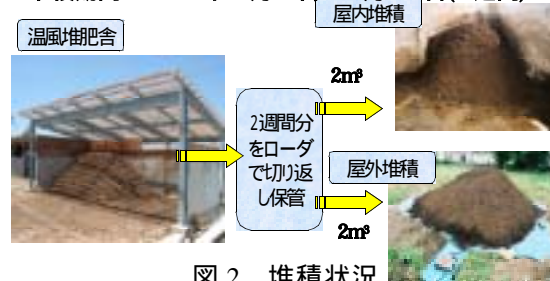 屋内堆積
温風堆肥舎
2m³
2週間分
をローダ
で切り返
し保管
屋外堆積
2m³
図2 堆積状況